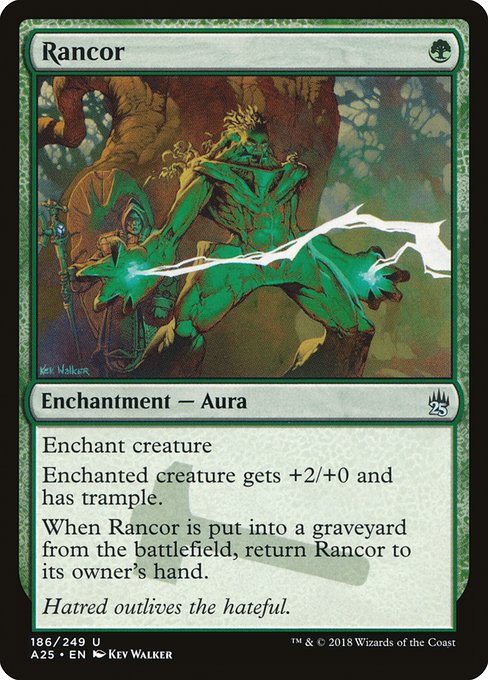 Rancor
Kev Walker
Enchantment — Aura
25
Enchant creature
Enchanted creature gets +2/+0 and
has trample.
When Rancor is put into a graveyard
from the battlefield, return Rancor to
its owner's hand.
Hatred outlives the hateful.
186/249 U
™ & © 2018 Wizards of the Coast
A25 • EN Kev Walker